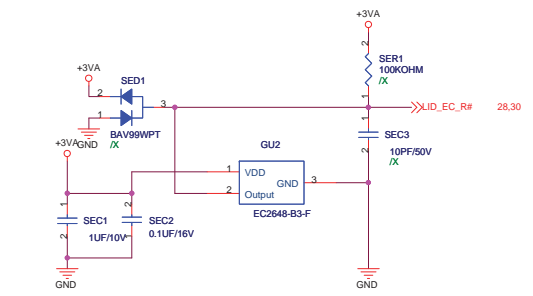 +3VA
2
SER1
100KOHM
/X
1
+3VA
SED1
2
3
1
BAV99WPT
/X
GND
LID_EC_R# 28,30
1
SEC3
2
10PF/50V
/X
+3VA
GU2
1 VDD
GND 3
2 Output
EC2648-B3-F
1
SEC1
2
1UF/10V
2
SEC2
1
0.1UF/16V
GND
GND